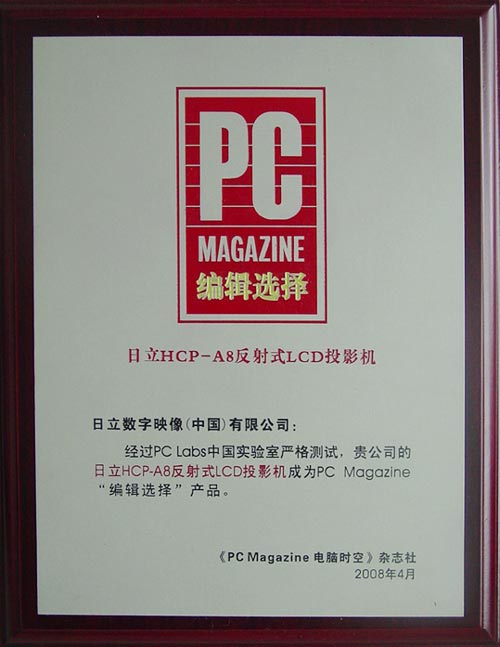 PC
MAGAZINE
编辑选择
日立HCP-A8反射式LCD投影机
日立数字映像(中国)有限公司:
经过PC Labs中国实验室严格测试，贵公司的
日立HCP-A8反射式LCD投影机成为PC Magazine
“编辑选择”产品。
《PC Magazine 电脑时空》杂志社
2008年4月